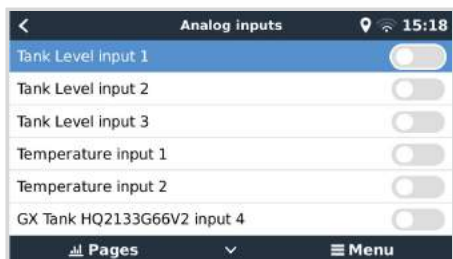 Analog inputs 15:18
Tank Level input 1
Tank Level input 2
Tank Level input 3
Temperature input 1
Temperature input 2
GX Tank HQ2133G66V2 input 4
Pages Menu